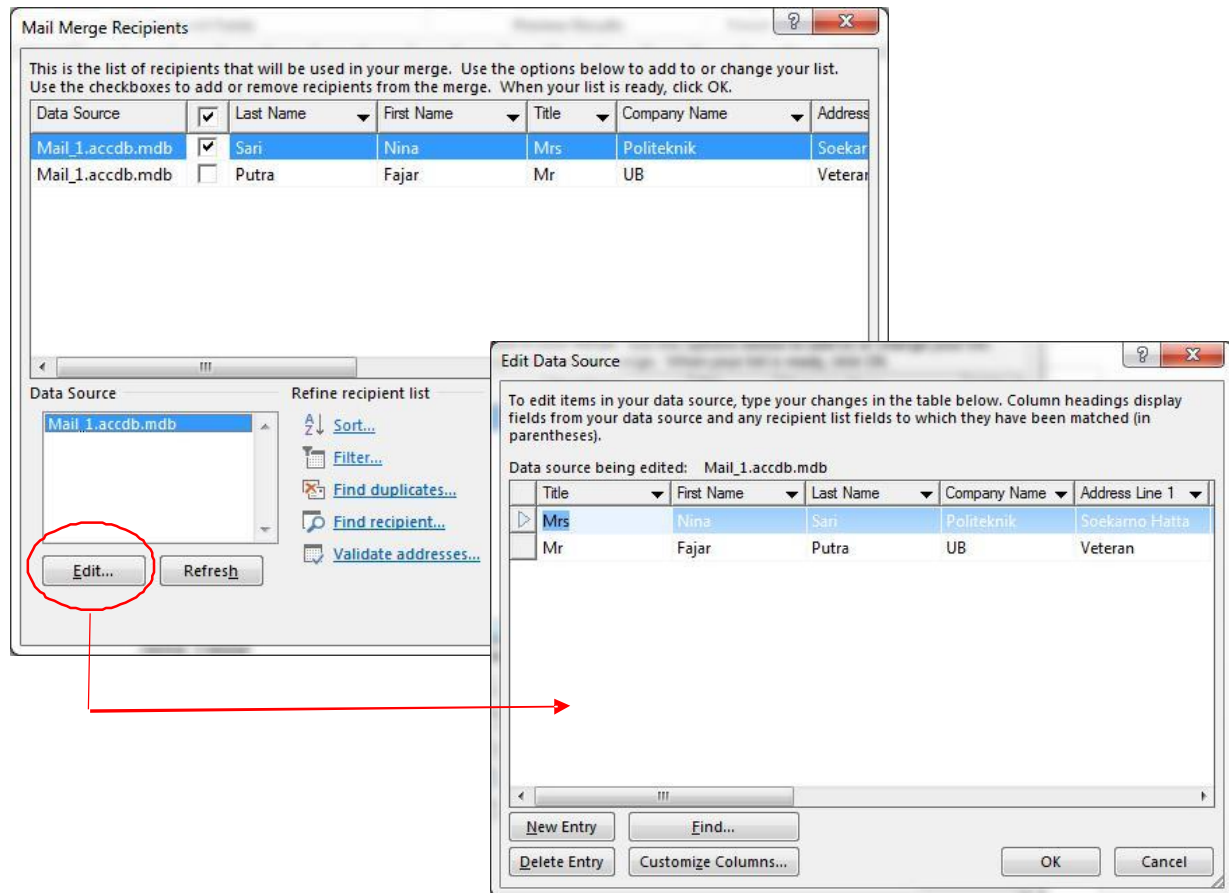 Mail Merge Recipients
This is the list of recipients that will be used in your merge. Use the options below to add to or change your list.
Use the checkboxes to add or remove recipients from the merge. When your list is ready, click OK.
Data Source Last Name First Name Title Company Name Address
Mail_1.accdb.mdb Sari Nina Mrs Politeknik Soekar
Mail_1.accdb.mdb Putra Fajar Mr UB Veterar
Data Source
Mail_1.accdb.mdb
Edit... Refresh
Refine recipient list
Sort...
Filter...
Find duplicates...
Find recipient...
Validate addresses...
Edit Data Source
To edit items in your data source, type your changes in the table below. Column headings display
fields from your data source and any recipient list fields to which they have been matched (in
parentheses).
Data source being edited: Mail_1.accdb.mdb
Title First Name Last Name Company Name Address Line 1
Mrs Nina Sari Politeknik Soekarno Hatta
Mr Fajar Putra UB Veteran
New Entry Find...
Delete Entry Customize Columns... OK Cancel